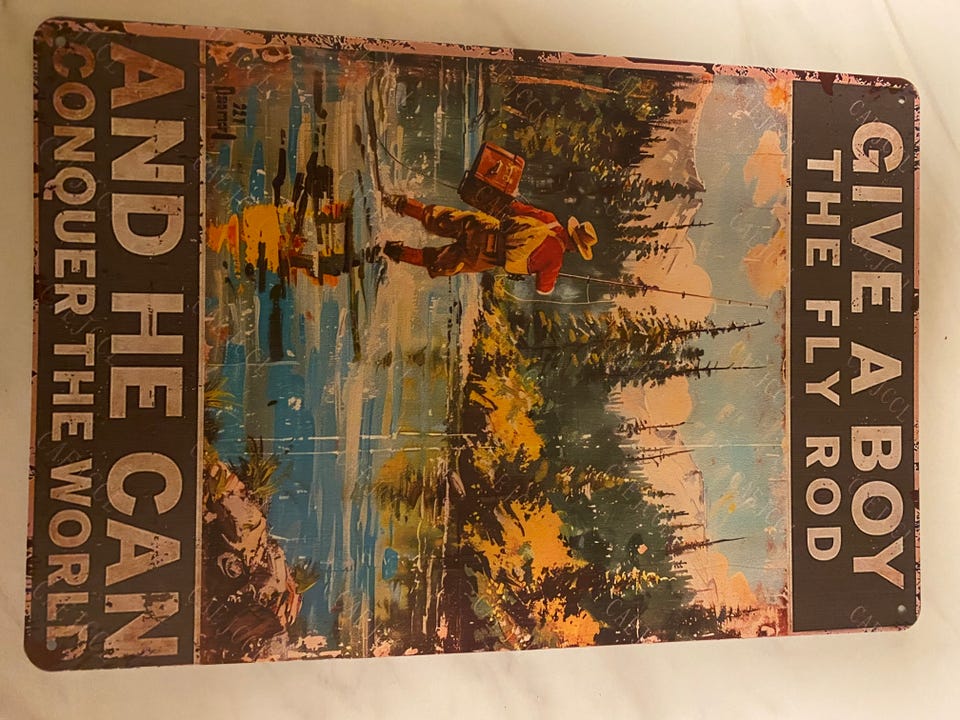 GIVE A BOY
THE FLY ROD
AND HE CAN
CONQUER THE WORLD